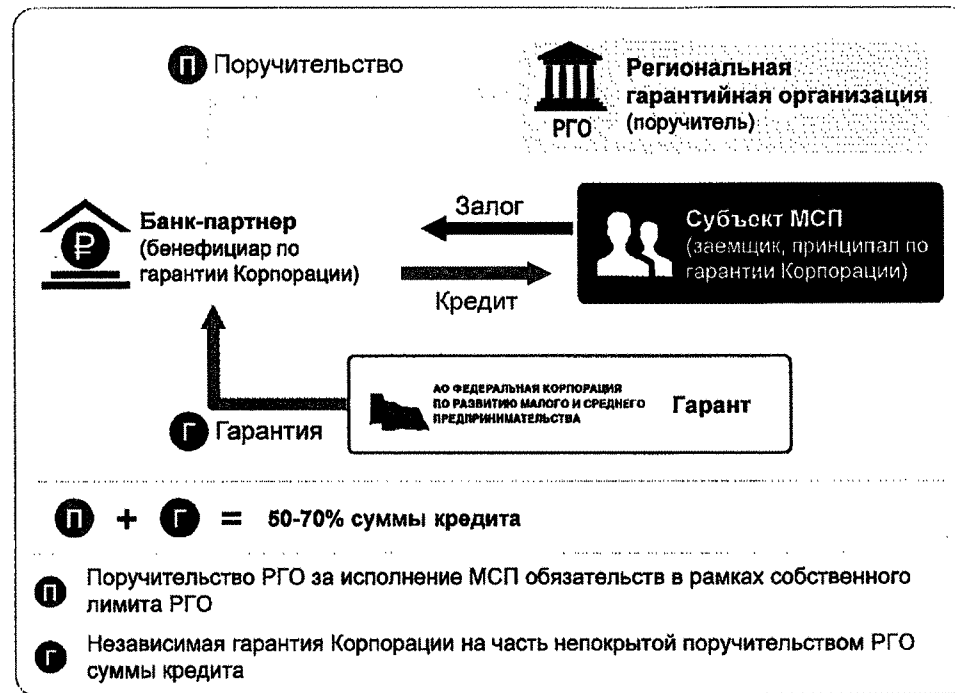 П Поручительство
Региональная
гарантийная организация
(поручитель)
РГО
Банк-партнер
(бенефициар по
гарантии Корпорации)
Залог
Кредит
Субъект МСП
(заемщик, принципал по
гарантии Корпорации)
АО ФЕДЕРАЛЬНАЯ КОРПОРАЦИЯ
ПО РАЗВИТИЮ МАЛОГО И СРЕДНЕГО
ПРЕДПРИНИМАТЕЛЬСТВА
Гарант
Г Гарантия
П + Г = 50-70% суммы кредита
П Поручительство РГО за исполнение МСП обязательств в рамках собственного
лимита РГО
Г Независимая гарантия Корпорации на часть непокрытой поручительством РГО
суммы кредита